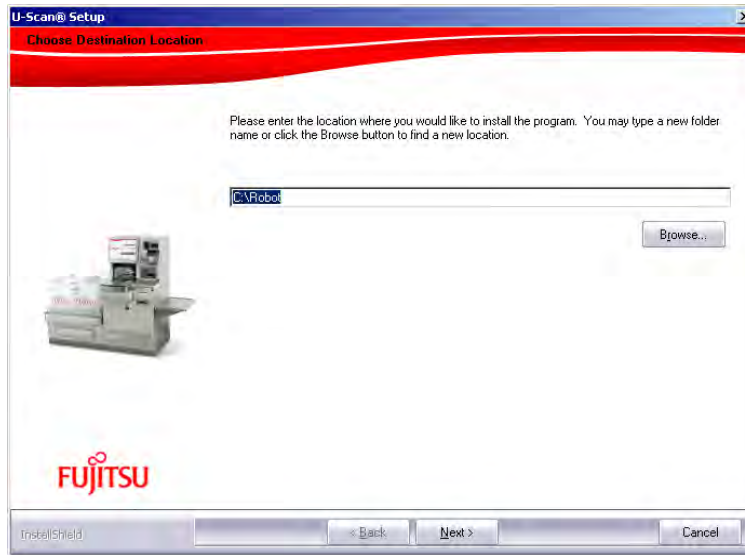 U-Scan® Setup
Choose Destination Location
Please enter the location where you would like to install the program. You may type a new folder
name or click the Browse button to find a new location.
C:\Robot
Browse...
FUJITSU
InstallShield
< Back
Next >
Cancel